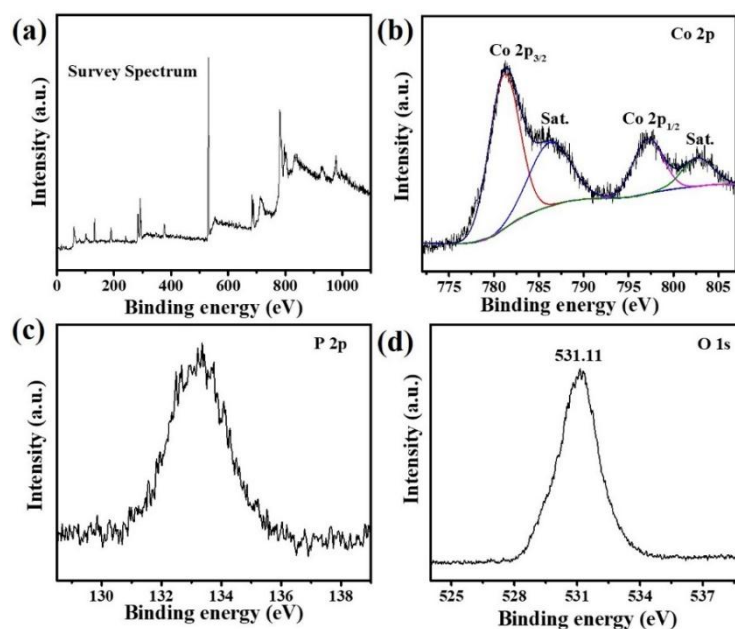 (a)
Survey Spectrum
Intensity (a.u.)
0 200 400 600 800 1000
Binding energy (eV)
(b)
Co 2p
Co 2p3/2
Sat.
Co 2p1/2
Sat.
Intensity (a.u.)
775 780 785 790 795 800 805
Binding energy (eV)
(c)
P 2p
Intensity (a.u.)
130 132 134 136 138
Binding energy (eV)
(d)
O 1s
531.11
Intensity (a.u.)
525 528 531 534 537
Binding energy (eV)